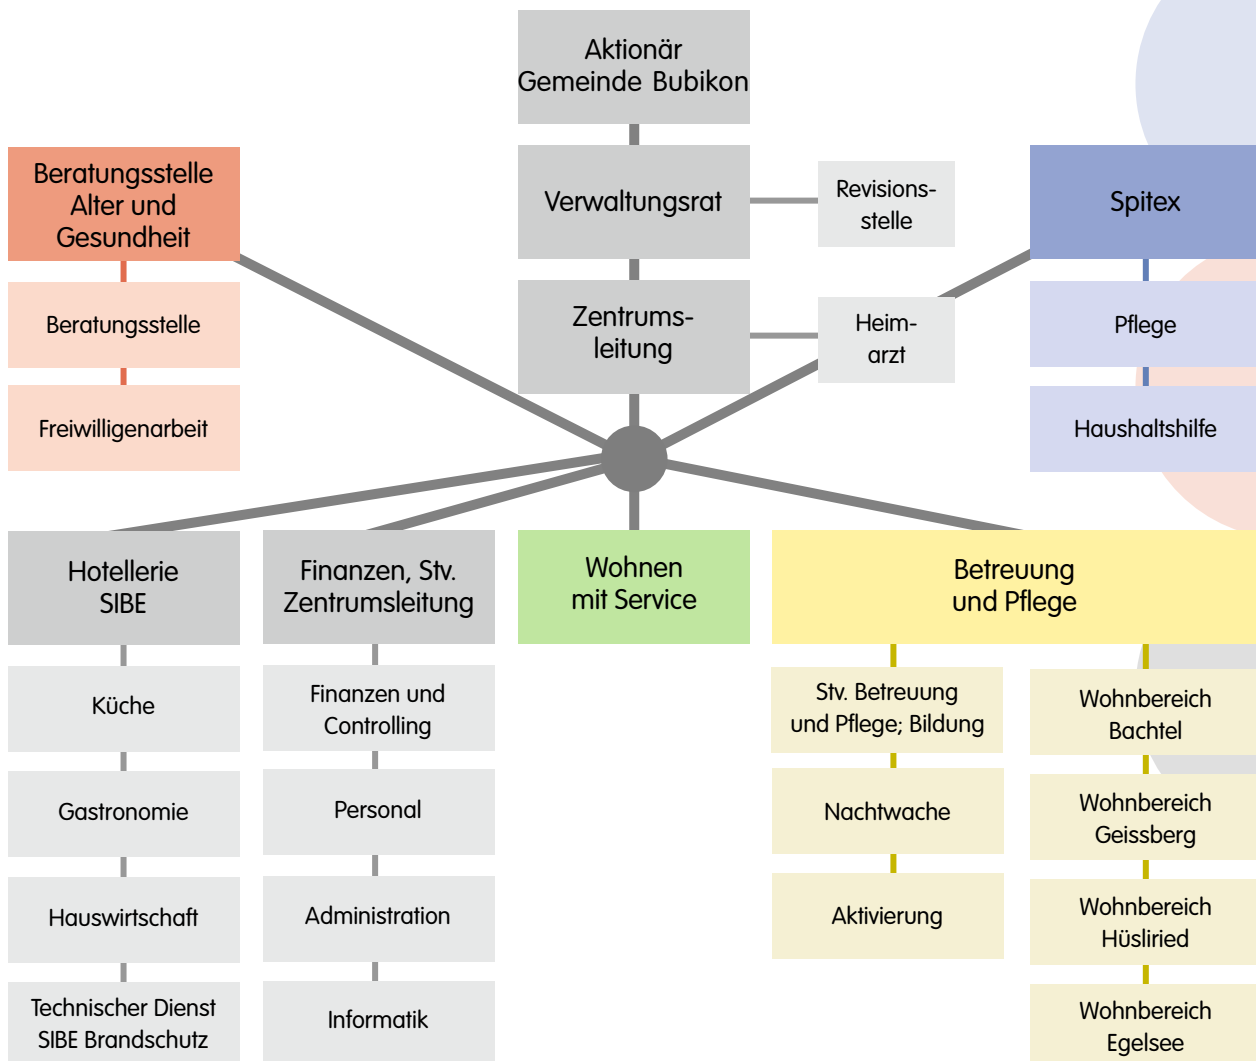 Aktionär
Gemeinde Bubikon
Beratungsstelle
Alter und
Gesundheit
Verwaltungsrat
Revisions-
stelle
Spitex
Beratungsstelle
Zentrums-
leitung
Heim-
arzt
Pflege
Freiwilligenarbeit
Haushaltshilfe
Hotellerie
SIBE
Finanzen, Stv.
Zentrumsleitung
Wohnen
mit Service
Betreuung
und Pflege
Küche
Finanzen und
Controlling
Stv. Betreuung
und Pflege; Bildung
Wohnbereich
Bachtel
Gastronomie
Personal
Nachtwache
Wohnbereich
Geissberg
Hauswirtschaft
Administration
Aktivierung
Wohnbereich
Hüsliried
Technischer Dienst
SIBE Brandschutz
Informatik
Wohnbereich
Egelsee